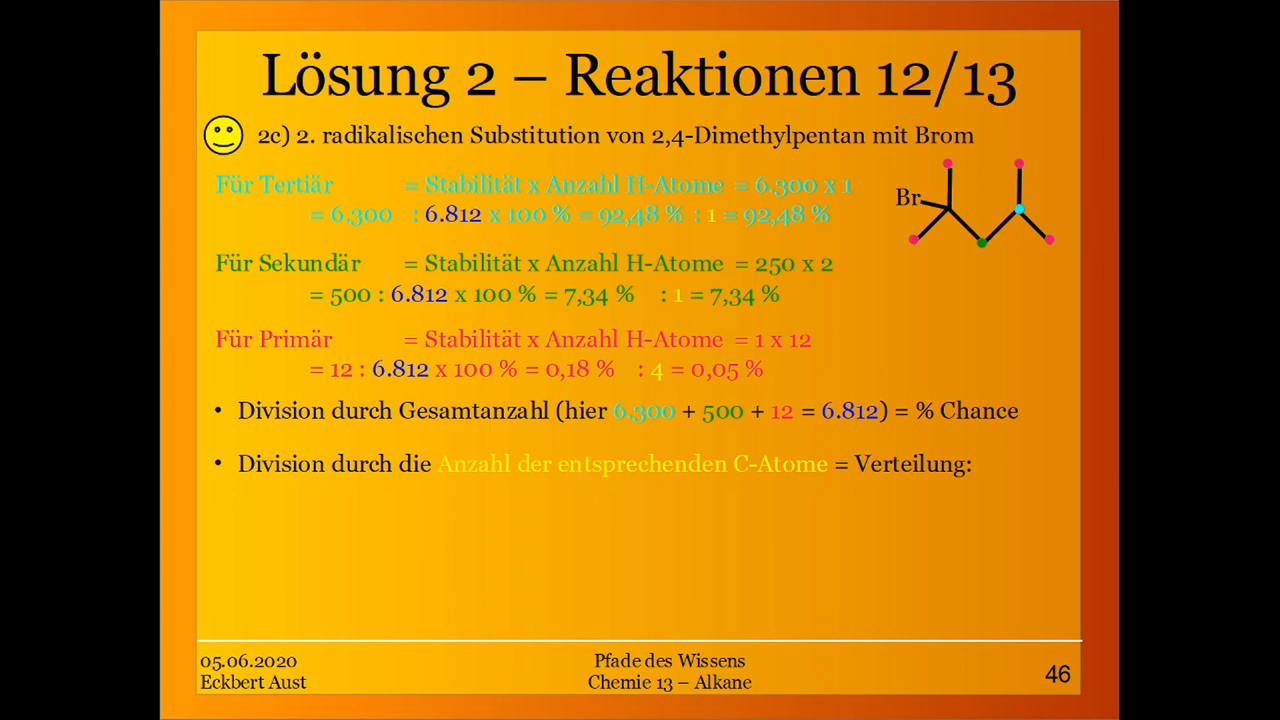 Lösung 2 – Reaktionen 12/13
2c) 2. radikalischen Substitution von 2,4-Dimethylpentan mit Brom
Für Tertiär = Stabilität x Anzahl H-Atome = 6.300 x 1
= 6.300 : 6.812 x 100 % = 92,48 % : 1 = 92,48 %
Br
Für Sekundär = Stabilität x Anzahl H-Atome = 250 x 2
= 500 : 6.812 x 100 % = 7,34 % : 1 = 7,34 %
Für Primär = Stabilität x Anzahl H-Atome = 1 x 12
= 12 : 6.812 x 100 % = 0,18 % : 4 = 0,05 %
• Division durch Gesamtanzahl (hier 6.300 + 500 + 12 = 6.812) = % Chance
• Division durch die Anzahl der entsprechenden C-Atome = Verteilung:
05.06.2020
Eckbert Aust
Pfade des Wissens
Chemie 13 – Alkane
46